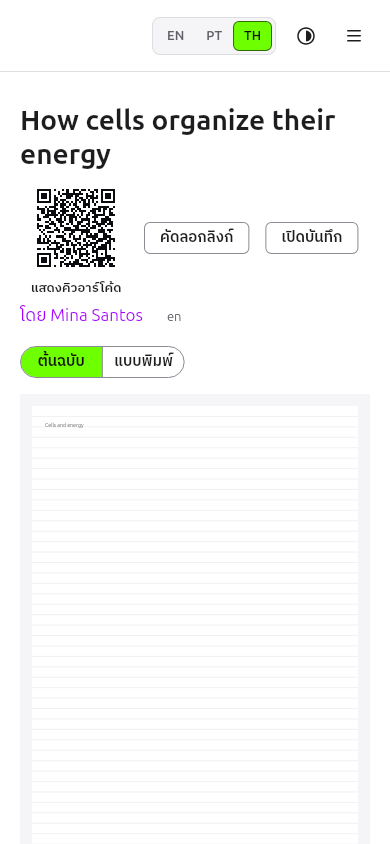 EN PT TH
How cells organize their
energy
คัดลอกลิงก์ เปิดบันทึก
แสดงคิวอาร์โค้ด
โดย Mina Santos en
ต้นฉบับ แบบพิมพ์
Cells and energy